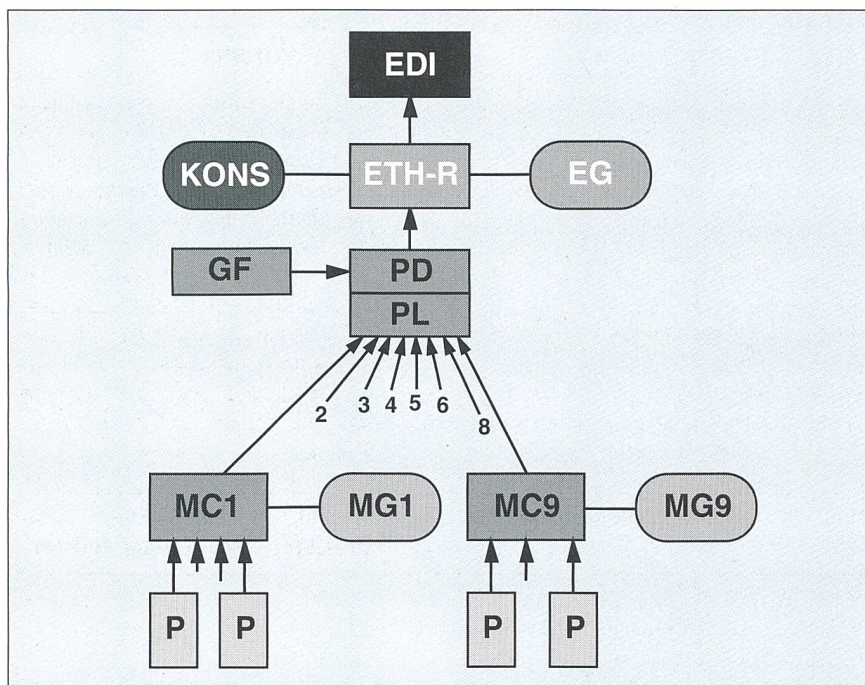 EDI
KONS ETH-R EG
GF PD
PL
2 3 4 5 6 8
MC1 MG1 MC9 MG9
P P P P